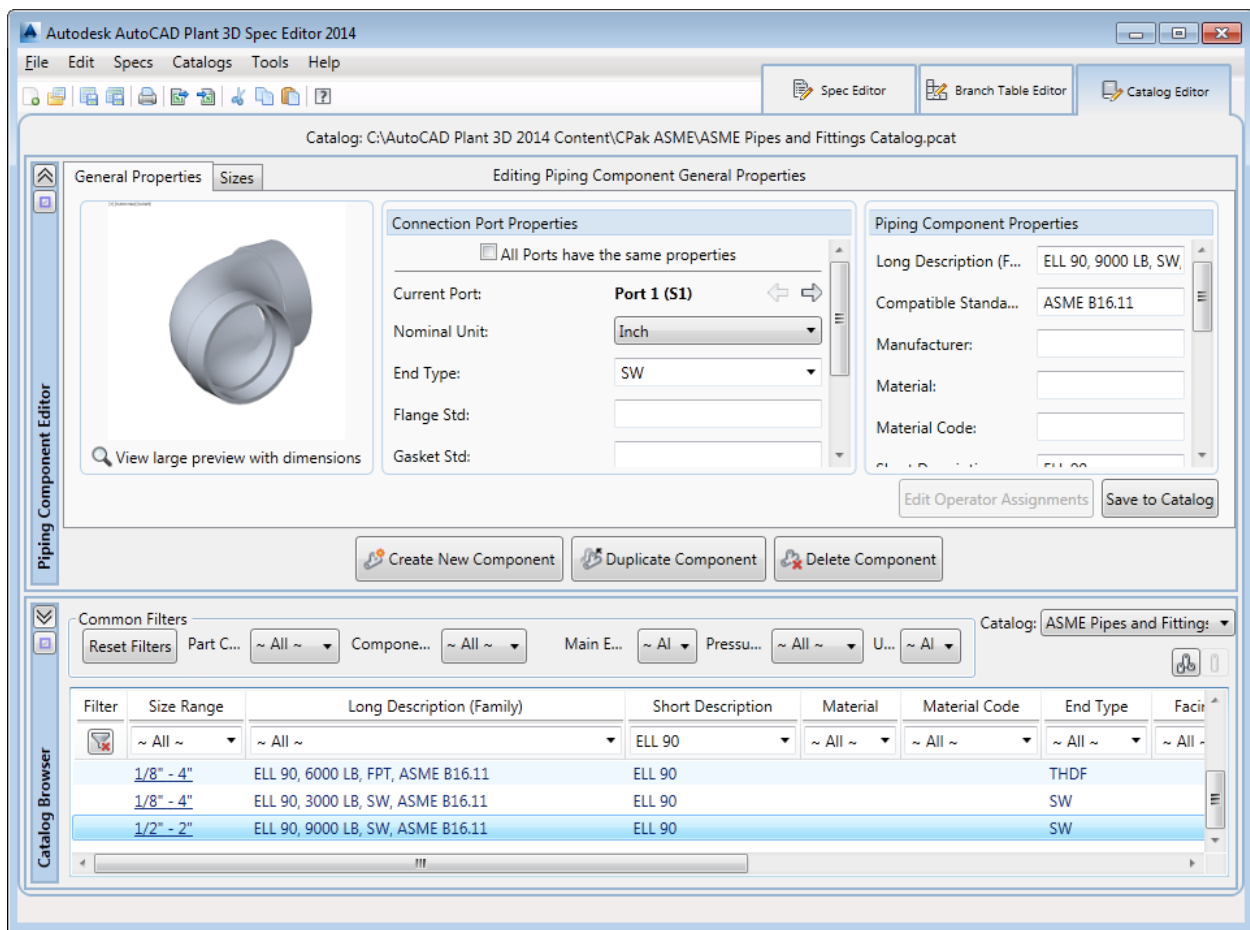 Autodesk AutoCAD Plant 3D Spec Editor 2014
File Edit Specs Catalogs Tools Help
Spec Editor Branch Table Editor Catalog Editor
Catalog: C:\AutoCAD Plant 3D 2014 Content\CPak ASME\ASME Pipes and Fittings Catalog.pcat
Piping Component Editor
General Properties Sizes Editing Piping Component General Properties
View large preview with dimensions
Connection Port Properties
All Ports have the same properties
Current Port: Port 1 (S1)
Nominal Unit: Inch
End Type: SW
Flange Std:
Gasket Std:
Piping Component Properties
Long Description (F... ELL 90, 9000 LB, SW,
Compatible Standa... ASME B16.11
Manufacturer:
Material:
Material Code:
Edit Operator Assignments Save to Catalog
Create New Component Duplicate Component Delete Component
Catalog Browser
Common Filters
Catalog: ASME Pipes and Fittings
Reset Filters Part C... ~ All ~ Compone... ~ All ~ Main E... ~ Al Pressu... ~ All ~ U... ~ Al
Filter Size Range Long Description (Family) Short Description Material Material Code End Type Facin
~ All ~ ~ All ~ ELL 90 ~ All ~ ~ All ~ ~ All ~ ~ All ~
1/8" - 4" ELL 90, 6000 LB, FPT, ASME B16.11 ELL 90 THDF
1/8" - 4" ELL 90, 3000 LB, SW, ASME B16.11 ELL 90 SW
1/2" - 2" ELL 90, 9000 LB, SW, ASME B16.11 ELL 90 SW